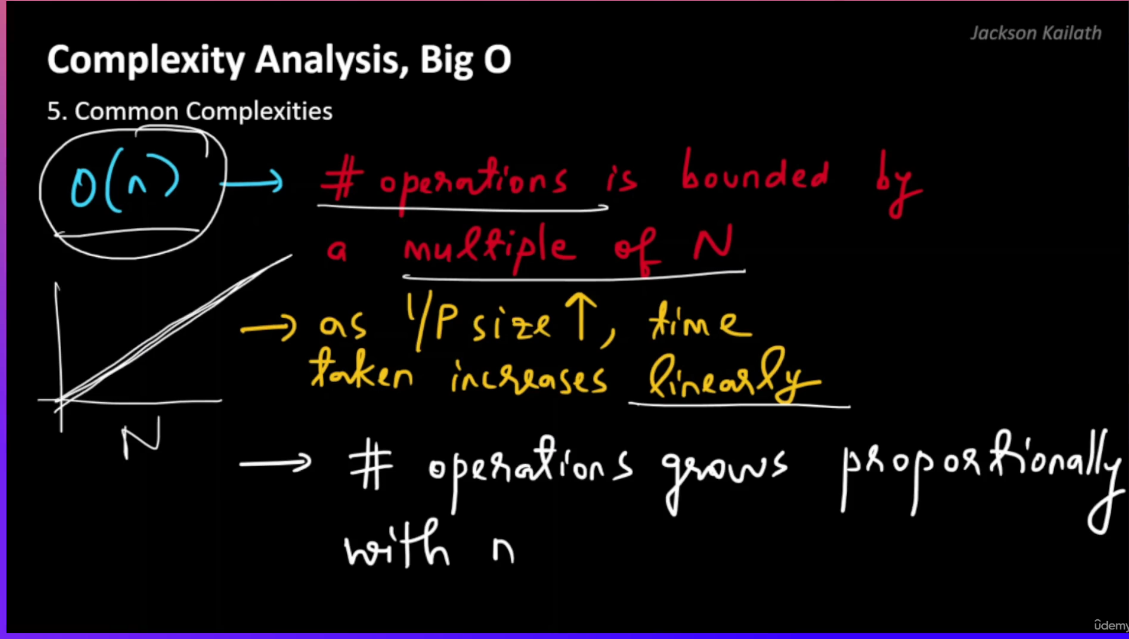 Jackson Kailath
Complexity Analysis, Big O
5. Common Complexities
O(n) → # operations is bounded by
a multiple of N
→ as I/P size ↑, time
taken increases linearly
N
→ # operations grows proportionally
with n
ûdemy